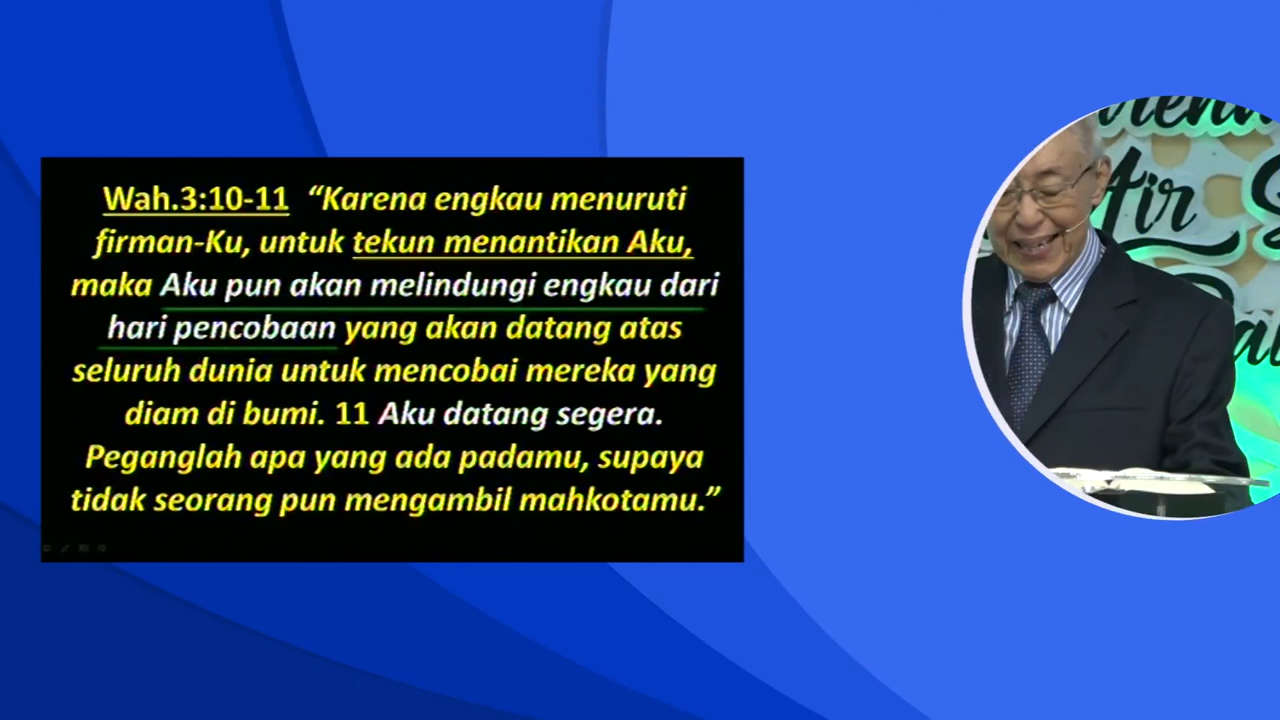 Wah.3:10-11 “Karena engkau menuruti
firman-Ku, untuk tekun menantikan Aku,
maka Aku pun akan melindungi engkau dari
hari pencobaan yang akan datang atas
seluruh dunia untuk mencobai mereka yang
diam di bumi. 11 Aku datang segera.
Peganglah apa yang ada padamu, supaya
tidak seorang pun mengambil mahkotamu.”
Air